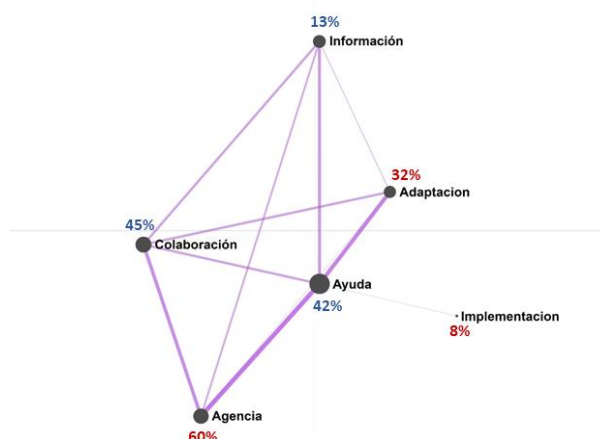 13%
Información
32%
Adaptacion
45%
Colaboración
Ayuda
42%
Implementacion
8%
Agencia
60%